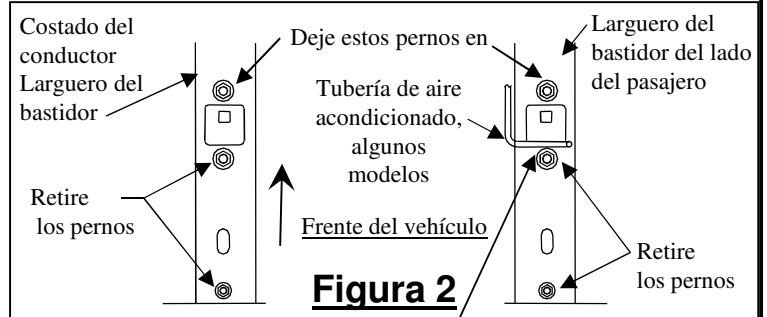 Costado del
conductor
Larguero del
bastidor
Deje estos pernos en
Larguero del
bastidor del lado
del pasajero
Tubería de aire
acondicionado,
algunos
modelos
Retire
los pernos
Frente del vehículo
Retire
los pernos
Figura 2